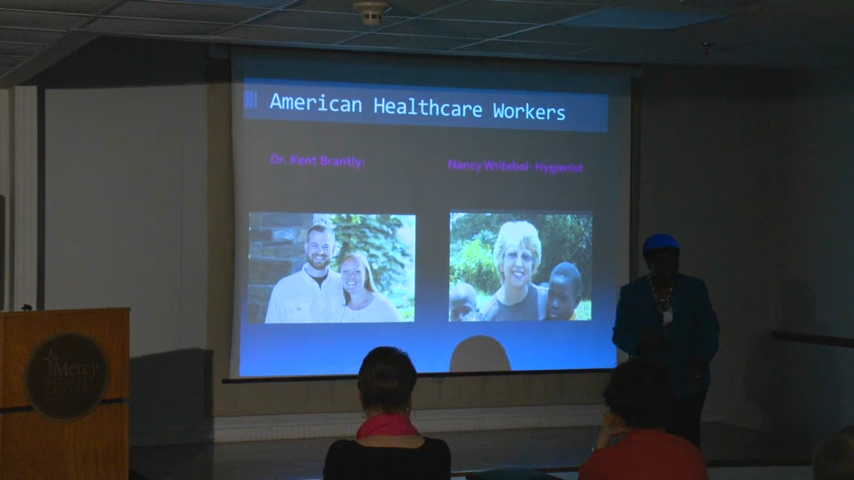 American Healthcare Workers
Dr. Kent Brantly:
Nancy Writebol- Hygienist
Mercy